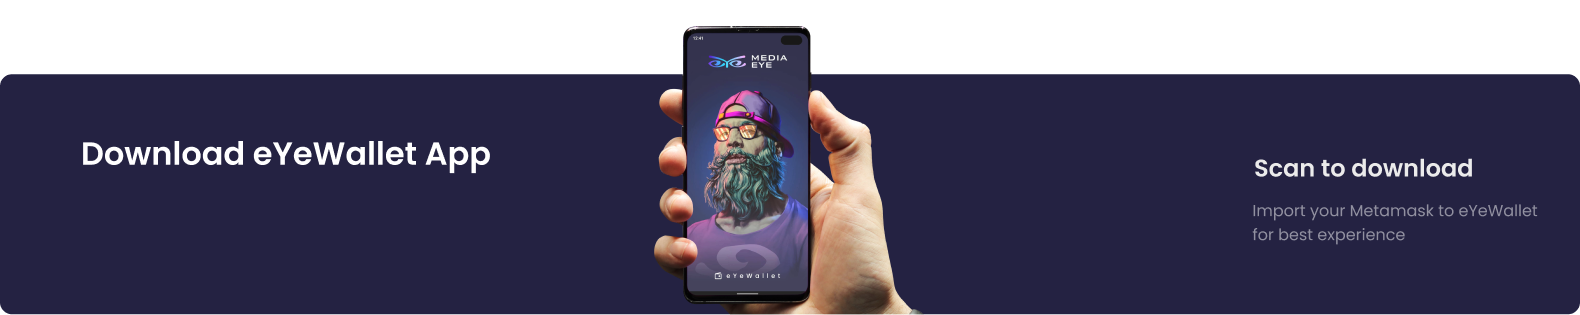 Download eYeWallet App
12:41
MEDIA
EYE
eYeWallet
Scan to download
Import your Metamask to eYeWallet
for best experience